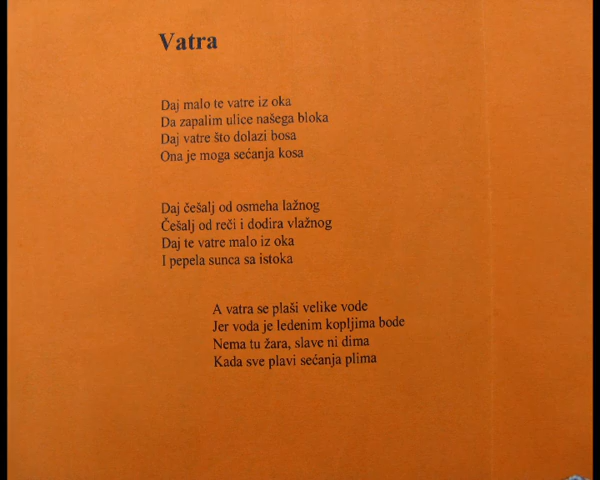 Vatra
Daj malo te vatre iz oka
Da zapalim ulice našega bloka
Daj vatre što dolazi bosa
Ona je moga sećanja kosa
Daj češalj od osmeha lažnog
Češalj od reči i dodira vlažnog
Daj te vatre malo iz oka
I pepela sunca sa istoka
A vatra se plaši velike vode
Jer voda je ledenim kopljima bode
Nema tu žara, slave ni dima
Kada sve plavi sećanja plima